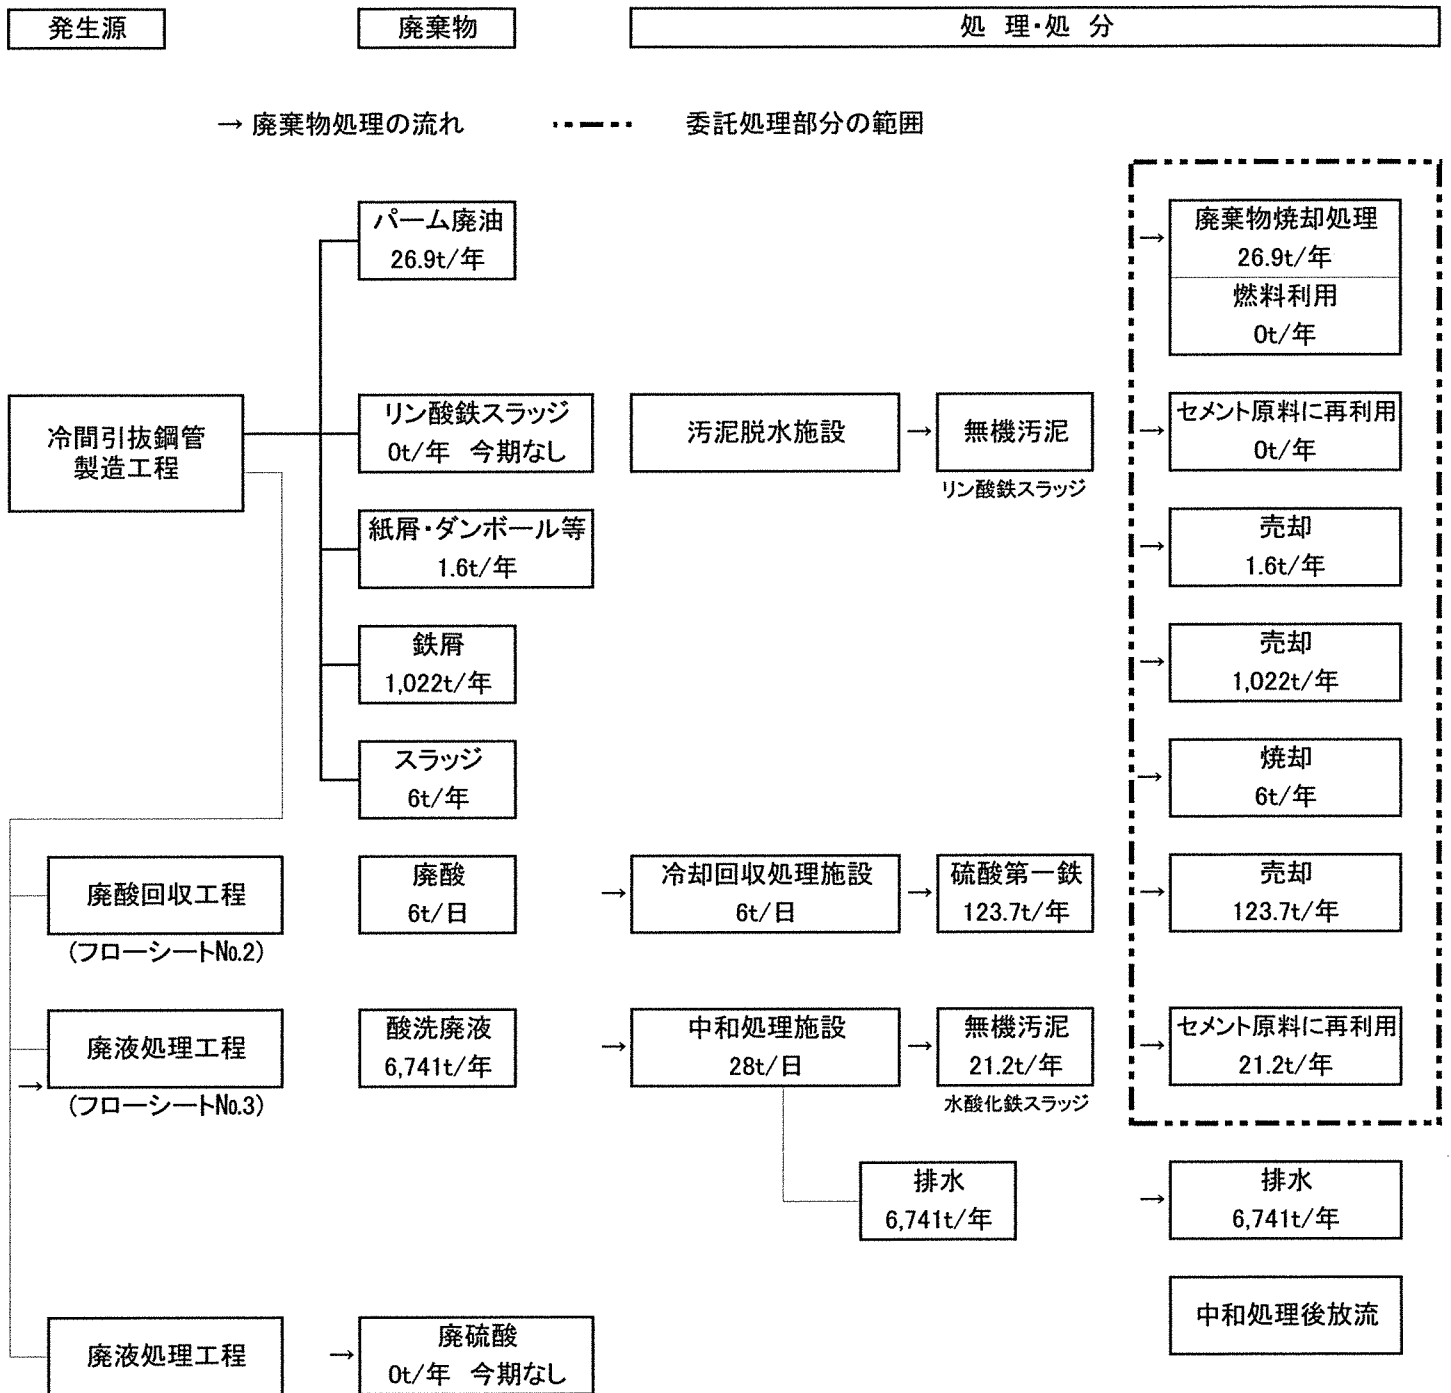 発生源
廃棄物
処 理・処 分
→ 廃棄物処理の流れ
委託処理部分の範囲
パーム廃油
26.9t/年
→
廃棄物焼却処理
26.9t/年
燃料利用
0t/年
冷間引抜鋼管
製造工程
リン酸鉄スラッジ
0t/年 今期なし
汚泥脱水施設
→
無機汚泥
リン酸鉄スラッジ
→
セメント原料に再利用
0t/年
紙屑・ダンボール等
1.6t/年
→
売却
1.6t/年
鉄屑
1,022t/年
→
売却
1,022t/年
スラッジ
6t/年
→
焼却
6t/年
廃酸回収工程
(フローシートNo.2)
廃酸
6t/日
→
冷却回収処理施設
6t/日
→
硫酸第一鉄
123.7t/年
→
売却
123.7t/年
→
廃液処理工程
(フローシートNo.3)
酸洗廃液
6,741t/年
→
中和処理施設
28t/日
→
無機汚泥
21.2t/年
水酸化鉄スラッジ
→
セメント原料に再利用
21.2t/年
排水
6,741t/年
→
排水
6,741t/年
中和処理後放流
廃液処理工程
→
廃硫酸
0t/年 今期なし